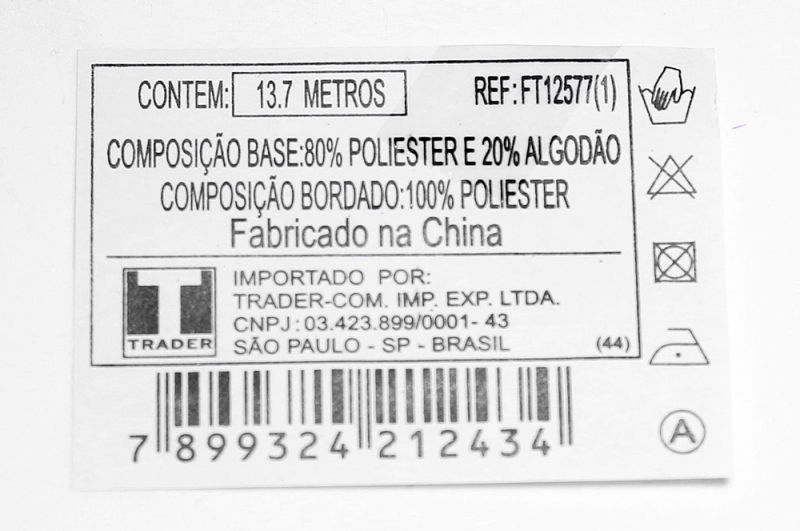 CONTEM: 13.7 METROS REF:FT12577(1)
COMPOSIÇÃO BASE:80% POLIESTER E 20% ALGODÃO
COMPOSIÇÃO BORDADO:100% POLIESTER
Fabricado na China
T
TRADER
IMPORTADO POR:
TRADER-COM. IMP. EXP. LTDA.
CNPJ:03.423.899/0001- 43
SÃO PAULO - SP - BRASIL (44)
A
7 899324 212434